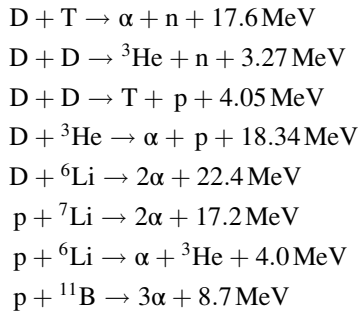 D + T → α + n + 17.6 MeV
D + D → ³He + n + 3.27 MeV
D + D → T + p + 4.05 MeV
D + ³He → α + p + 18.34 MeV
D + ⁶Li → 2α + 22.4 MeV
p + ⁷Li → 2α + 17.2 MeV
p + ⁶Li → α + ³He + 4.0 MeV
p + ¹¹B → 3α + 8.7 MeV